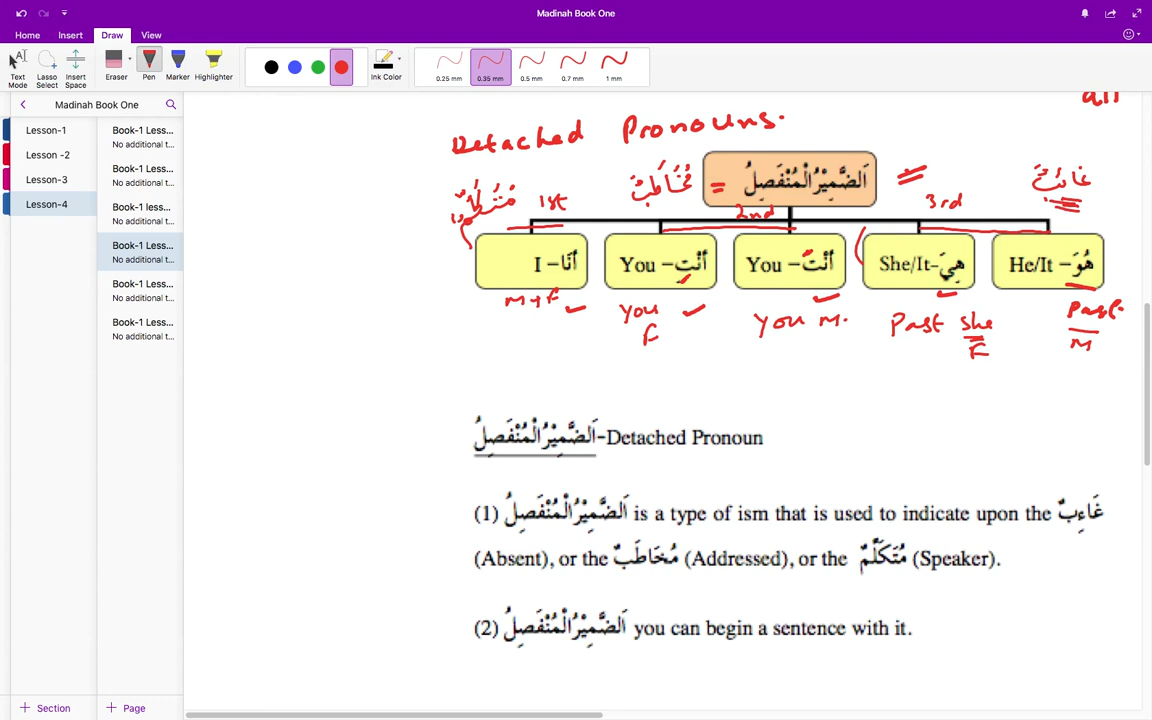 Madinah Book One
Home Insert Draw View
Text Mode
Lasso Select
Insert Space
Eraser
Pen
Marker
Highlighter
Ink Color
0.25 mm
0.35 mm
0.5 mm
0.7 mm
1 mm
Madinah Book One
Lesson-1
Lesson -2
Lesson-3
Lesson-4
Book-1 Less...
No additional t...
Book-1 Less...
No additional t...
Book-1 less...
No additional t...
Book-1 Less...
No additional t...
Book-1 Less...
No additional t...
Book-1 Less...
No additional t...
Section
Page
all
Detached Pronouns.
اَلضَّمِيْرُ الْمُنْفَصِلُ
مُخَاطَبٌ =
غائبٌ
1st
2nd
3rd
I – أَنَا
You – أَنْتِ
You – أَنْتَ
She/It-هِيَ
He/It – هُوَ
M+F
You F
You M.
Past she F
Past M
اَلضَّمِيْرُ الْمُنْفَصِلُ-Detached Pronoun
(1) اَلضَّمِيْرُ الْمُنْفَصِلُ is a type of ism that is used to indicate upon the غَاءِبٌ
(Absent), or the مُخَاطَبٌ (Addressed), or the مُتَكَلِّمٌ (Speaker).
(2) اَلضَّمِيْرُ الْمُنْفَصِلُ you can begin a sentence with it.